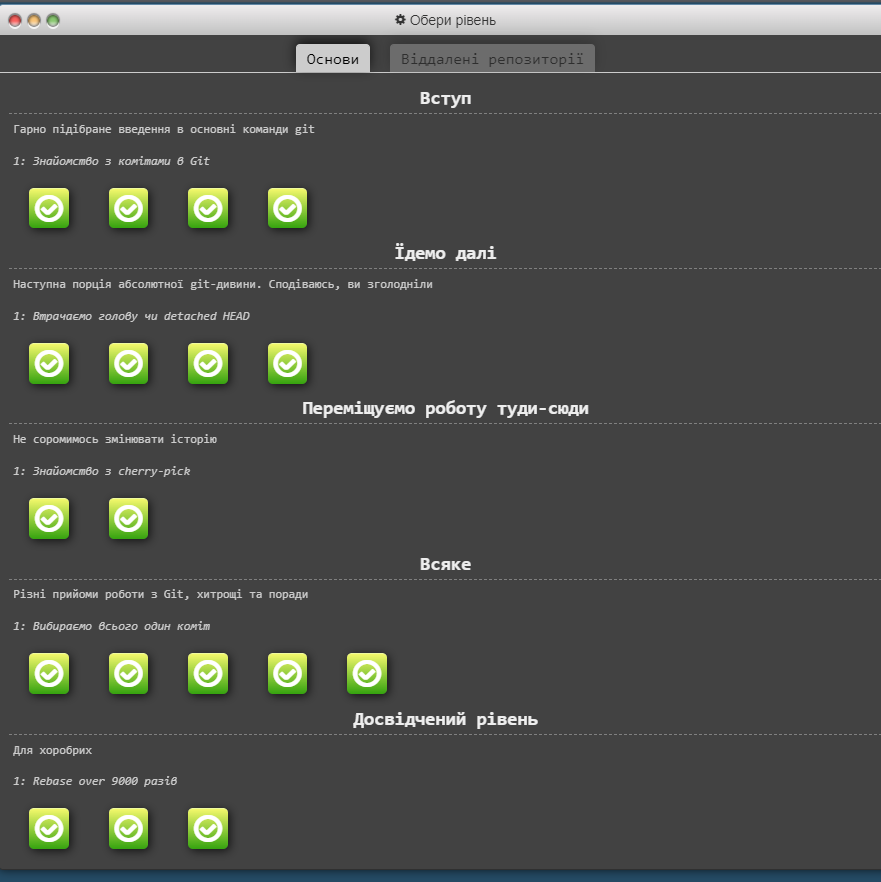 Обери рівень
Основи
Віддалені репозиторії
Вступ
Гарно підібране введення в основні команди git
1: Знайомство з комітами в Git
Їдемо далі
Наступна порція абсолютної git-дивини. Сподіваюсь, ви зголодніли
1: Втрачаємо голову чи detached HEAD
Переміщуємо роботу туди-сюди
Не соромимось змінювати історію
1: Знайомство з cherry-pick
Всяке
Різні прийоми роботи з Git, хитрощі та поради
1: Вибираємо всього один коміт
Досвідчений рівень
Для хоробрих
1: Rebase over 9000 разів